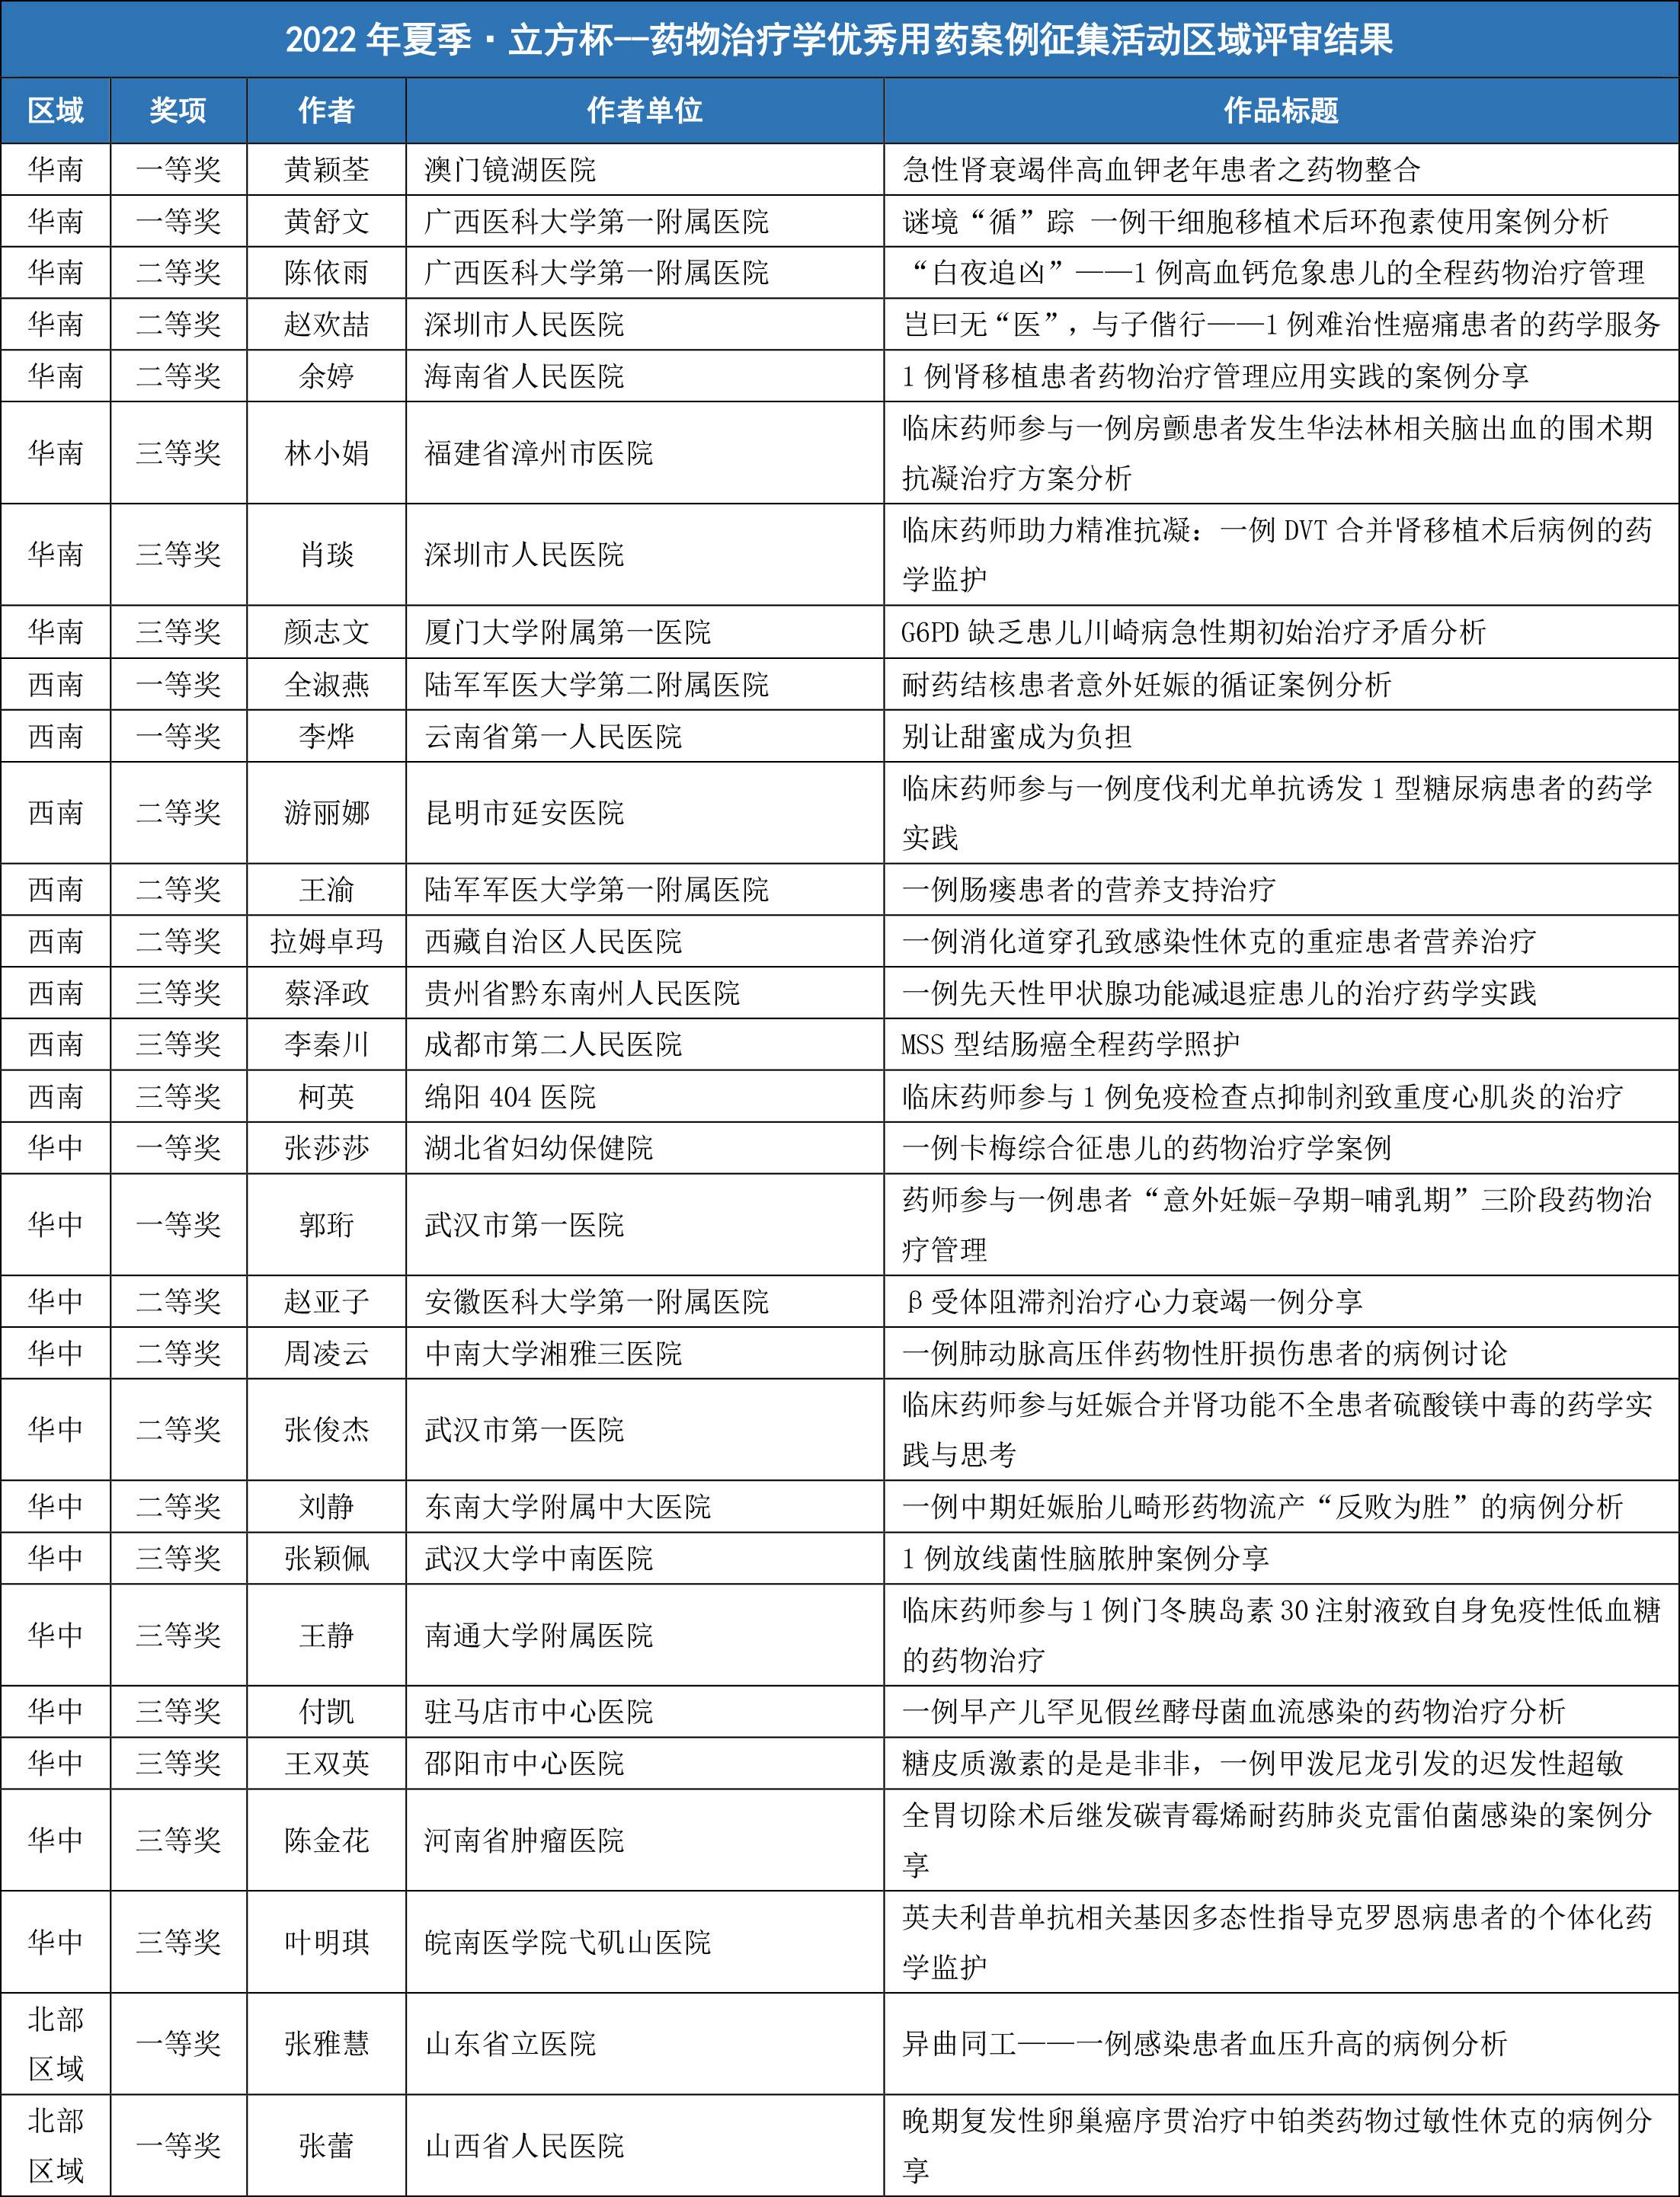 2022 年夏季·立方杯--药物治疗学优秀用药案例征集活动区域评审结果
区域 奖项 作者 作者单位 作品标题
华南 一等奖 黄颖荃 澳门镜湖医院 急性肾衰竭伴高血钾老年患者之药物整合
华南 一等奖 黄舒文 广西医科大学第一附属医院 谜境“循”踪 一例干细胞移植术后环孢素使用案例分析
华南 二等奖 陈依雨 广西医科大学第一附属医院 “白夜追凶”——1 例高血钙危象患儿的全程药物治疗管理
华南 二等奖 赵欢喆 深圳市人民医院 岂曰无“医”，与子偕行——1 例难治性癌痛患者的药学服务
华南 二等奖 余婷 海南省人民医院 1 例肾移植患者药物治疗管理应用实践的案例分享
华南 三等奖 林小娟 福建省漳州市医院 临床药师参与一例房颤患者发生华法林相关脑出血的围术期
抗凝治疗方案分析
华南 三等奖 肖琰 深圳市人民医院 临床药师助力精准抗凝：一例 DVT 合并肾移植术后病例的药
学监护
华南 三等奖 颜志文 厦门大学附属第一医院 G6PD 缺乏患儿川崎病急性期初始治疗矛盾分析
西南 一等奖 全淑燕 陆军军医大学第二附属医院 耐药结核患者意外妊娠的循证案例分析
西南 一等奖 李烨 云南省第一人民医院 别让甜蜜成为负担
西南 二等奖 游丽娜 昆明市延安医院 临床药师参与一例度伐利尤单抗诱发 1 型糖尿病患者的药学
实践
西南 二等奖 王渝 陆军军医大学第一附属医院 一例肠瘘患者的营养支持治疗
西南 二等奖 拉姆卓玛 西藏自治区人民医院 一例消化道穿孔致感染性休克的重症患者营养治疗
西南 三等奖 蔡泽政 贵州省黔东南州人民医院 一例先天性甲状腺功能减退症患儿的治疗药学实践
西南 三等奖 李秦川 成都市第二人民医院 MSS 型结肠癌全程药学照护
西南 三等奖 柯英 绵阳 404 医院 临床药师参与 1 例免疫检查点抑制剂致重度心肌炎的治疗
华中 一等奖 张莎莎 湖北省妇幼保健院 一例卡梅综合征患儿的药物治疗学案例
华中 一等奖 郭珩 武汉市第一医院 药师参与一例患者“意外妊娠-孕期-哺乳期”三阶段药物治
疗管理
华中 二等奖 赵亚子 安徽医科大学第一附属医院 β受体阻滞剂治疗心力衰竭一例分享
华中 二等奖 周凌云 中南大学湘雅三医院 一例肺动脉高压伴药物性肝损伤患者的病例讨论
华中 二等奖 张俊杰 武汉市第一医院 临床药师参与妊娠合并肾功能不全患者硫酸镁中毒的药学实
践与思考
华中 二等奖 刘静 东南大学附属中大医院 一例中期妊娠胎儿畸形药物流产“反败为胜”的病例分析
华中 三等奖 张颖佩 武汉大学中南医院 1 例放线菌性脑脓肿案例分享
华中 三等奖 王静 南通大学附属医院 临床药师参与 1 例门冬胰岛素 30 注射液致自身免疫性低血糖
的药物治疗
华中 三等奖 付凯 驻马店市中心医院 一例早产儿罕见假丝酵母菌血流感染的药物治疗分析
华中 三等奖 王双英 邵阳市中心医院 糖皮质激素的是是非非，一例甲泼尼龙引发的迟发性超敏
华中 三等奖 陈金花 河南省肿瘤医院 全胃切除术后继发碳青霉烯耐药肺炎克雷伯菌感染的案例分
享
华中 三等奖 叶明琪 皖南医学院弋矶山医院 英夫利昔单抗相关基因多态性指导克罗恩病患者的个体化药
学监护
北部
区域 一等奖 张雅慧 山东省立医院 异曲同工——一例感染患者血压升高的病例分析
北部
区域 一等奖 张蕾 山西省人民医院 晚期复发性卵巢癌序贯治疗中铂类药物过敏性休克的病例分
享